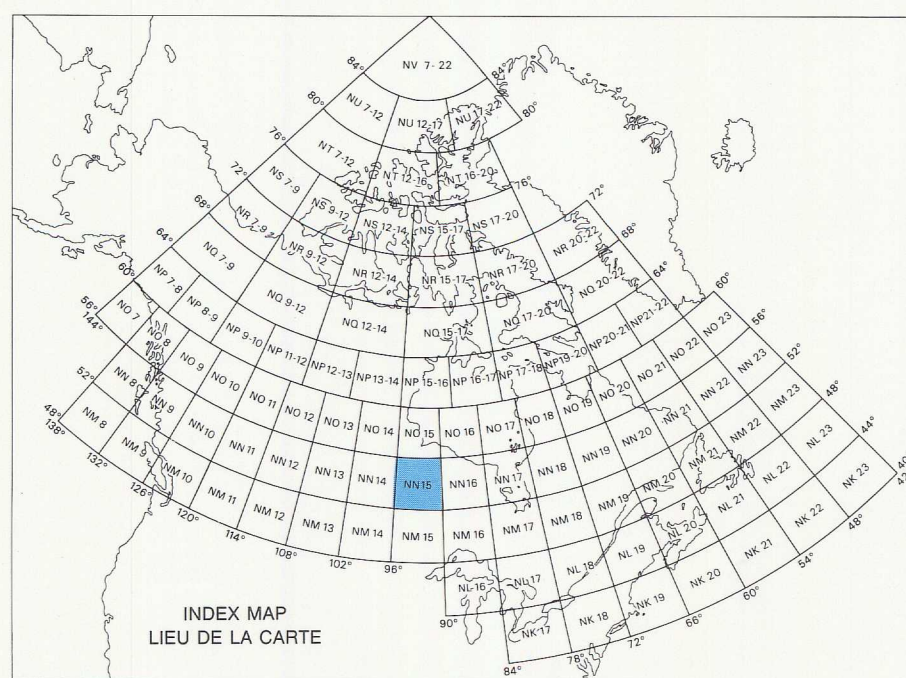 NV 7-22
84°
84°
NU 7-12
NU 12-17
NU 17-22
80°
80°
NT 7-12
NT 12-16
NT 16-20
76°
76°
NS 7-9
NS 9-12
NS 12-14
NS 15-17
NS 17-20
72°
72°
NR 7-9
NR 9-12
NR 12-14
NR 15-17
NR 17-20
NR 20-22
68°
68°
NQ 7-9
NQ 9-12
NQ 12-14
NQ 15-17
NQ 17-20
NQ 20-22
64°
64°
NP 7-8
NP 8-9
NP 9-10
NP 11-12
NP 12-13
NP 13-14
NP 15-16
NP 16-17
NP 17-18
NP 19-20
NP 20-21
NP 21-22
60°
60°
NO 7
NO 8
NO 9
NO 10
NO 11
NO 12
NO 13
NO 14
NO 15
NO 16
NO 17
NO 18
NO 19
NO 20
NO 21
NO 22
NO 23
56°
144°
56°
NN 8
NN 9
NN 10
NN 11
NN 12
NN 13
NN 14
NN 15
NN 16
NN 17
NN 18
NN 19
NN 20
NN 21
NN 22
NN 23
52°
52°
NM 8
NM 9
NM 10
NM 11
NM 12
NM 13
NM 14
NM 15
NM 16
NM 17
NM 18
NM 19
NM 20
NM 21
NM 22
NM 23
48°
138°
48°
NL 16
NL 17
NL 18
NL 19
NL 20
NL 21
NL 22
NL 23
44°
NK 17
NK 18
NK 19
NK 20
NK 21
NK 22
NK 23
132°
126°
120°
114°
108°
102°
96°
90°
84°
78°
72°
66°
60°
54°
48°
INDEX MAP
LIEU DE LA CARTE